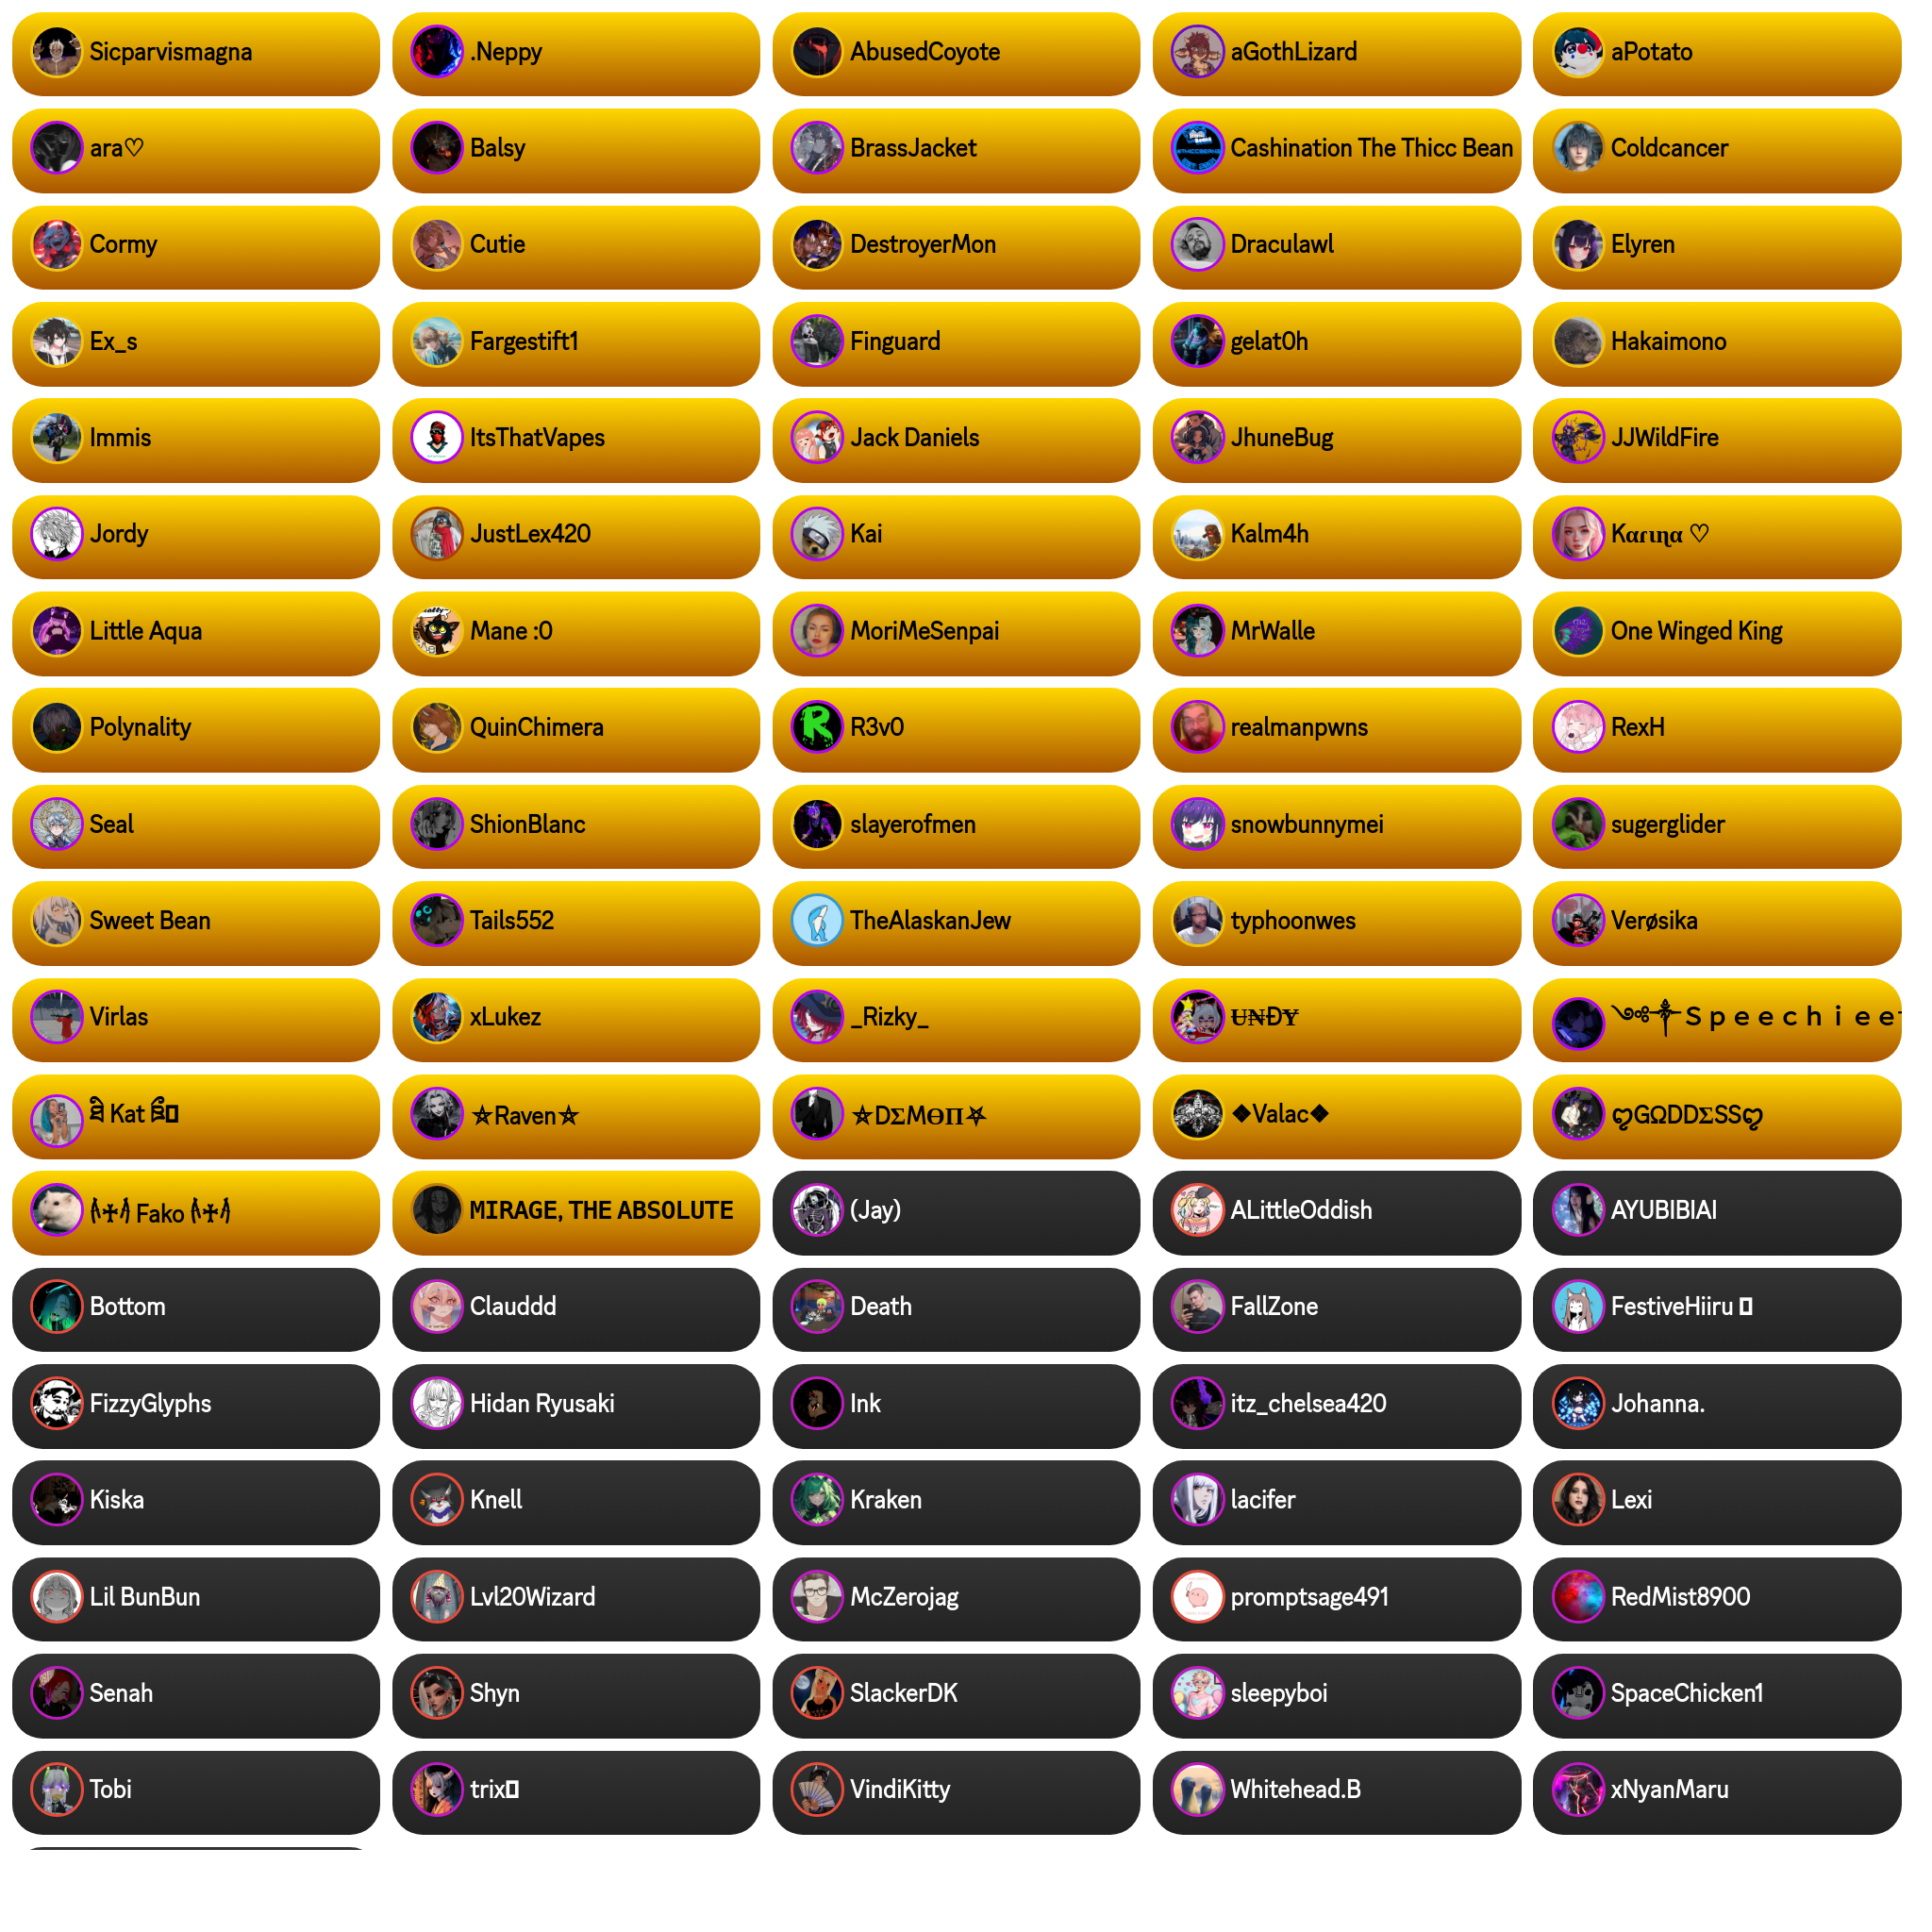 Sicparvismagna
.Neppy
AbusedCoyote
aGothLizard
aPotato
ara♡
Balsy
BrassJacket
Cashination The Thicc Bean
Coldcancer
Cormy
Cutie
DestroyerMon
Draculawl
Elyren
Ex_s
Fargestift1
Finguard
gelat0h
Hakaimono
Immis
ItsThatVapes
Jack Daniels
JhuneBug
JJWildFire
Jordy
JustLex420
Kai
Kalm4h
Kαɾιɳα ♡
Little Aqua
Mane :0
MoriMeSenpai
MrWalle
One Winged King
Polynality
QuinChimera
R3v0
realmanpwns
RexH
Seal
ShionBlanc
slayerofmen
snowbunnymei
sugerglider
Sweet Bean
Tails552
TheAlaskanJew
typhoonwes
Verøsika
Virlas
xLukez
_Rizky_
U̶₦ĐɎ
༺☨Ｓｐｅｅｃｈｉｅｅ
Kat
⛤Raven⛤
⛤DΣMӨΠ⛧
❖Valac❖
ღGΩDDΣSSღ
Fako
MIRAGE, THE ABSOLUTE
(Jay)
ALittleOddish
AYUBIBIAI
Bottom
Clauddd
Death
FallZone
FestiveHiiru
FizzyGlyphs
Hidan Ryusaki
Ink
itz_chelsea420
Johanna.
Kiska
Knell
Kraken
lacifer
Lexi
Lil BunBun
Lvl20Wizard
McZerojag
promptsage491
RedMist8900
Senah
Shyn
SlackerDK
sleepyboi
SpaceChicken1
Tobi
trix
VindiKitty
Whitehead.B
xNyanMaru